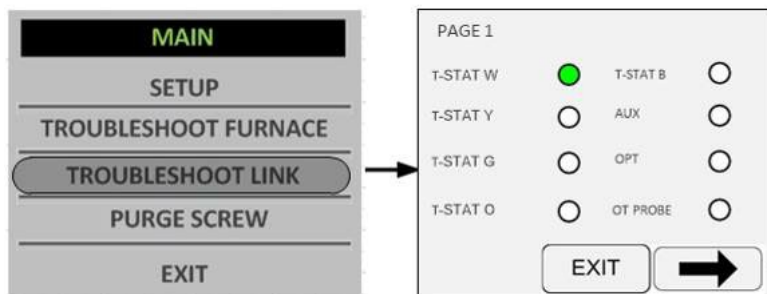 MAIN
SETUP
TROUBLESHOOT FURNACE
TROUBLESHOOT LINK
PURGE SCREW
EXIT
PAGE 1
T-STAT W T-STAT B
T-STAT Y AUX
T-STAT G OPT
T-STAT O OT PROBE
EXIT